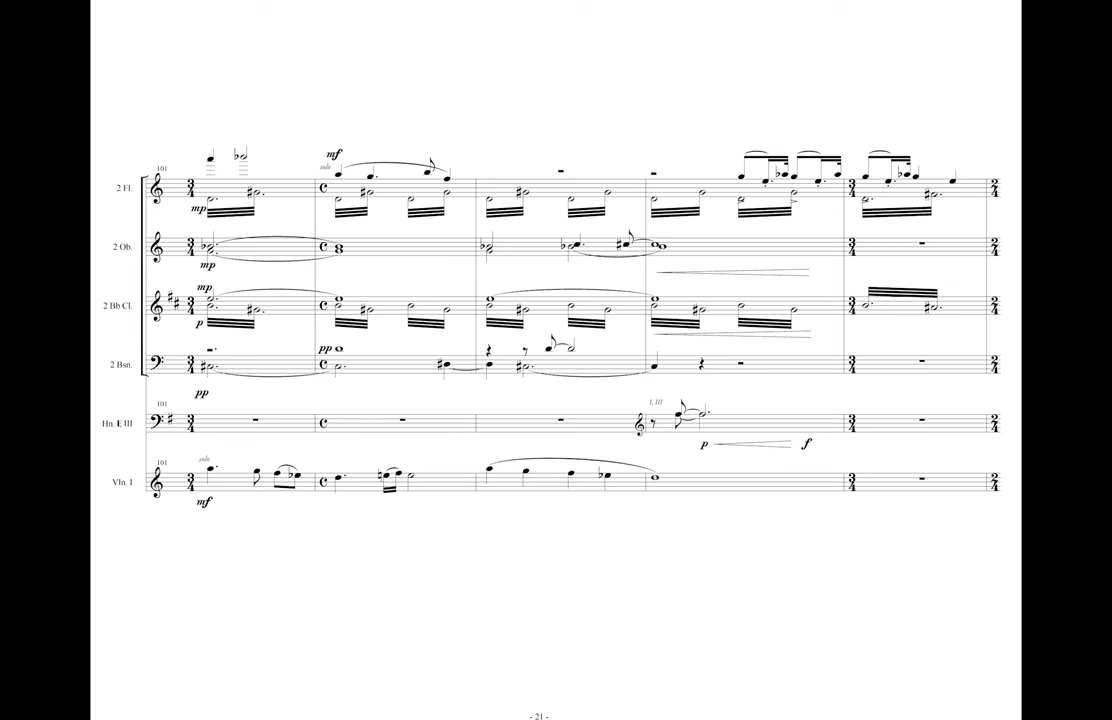 mf
101
solo
2 Fl.
mp
2 Ob.
mp
mp
2 Bb Cl.
p
pp
2 Bsn.
pp
101
I, III
Hn. I, III
p f
101
solo
Vln. I
mf
- 21 -